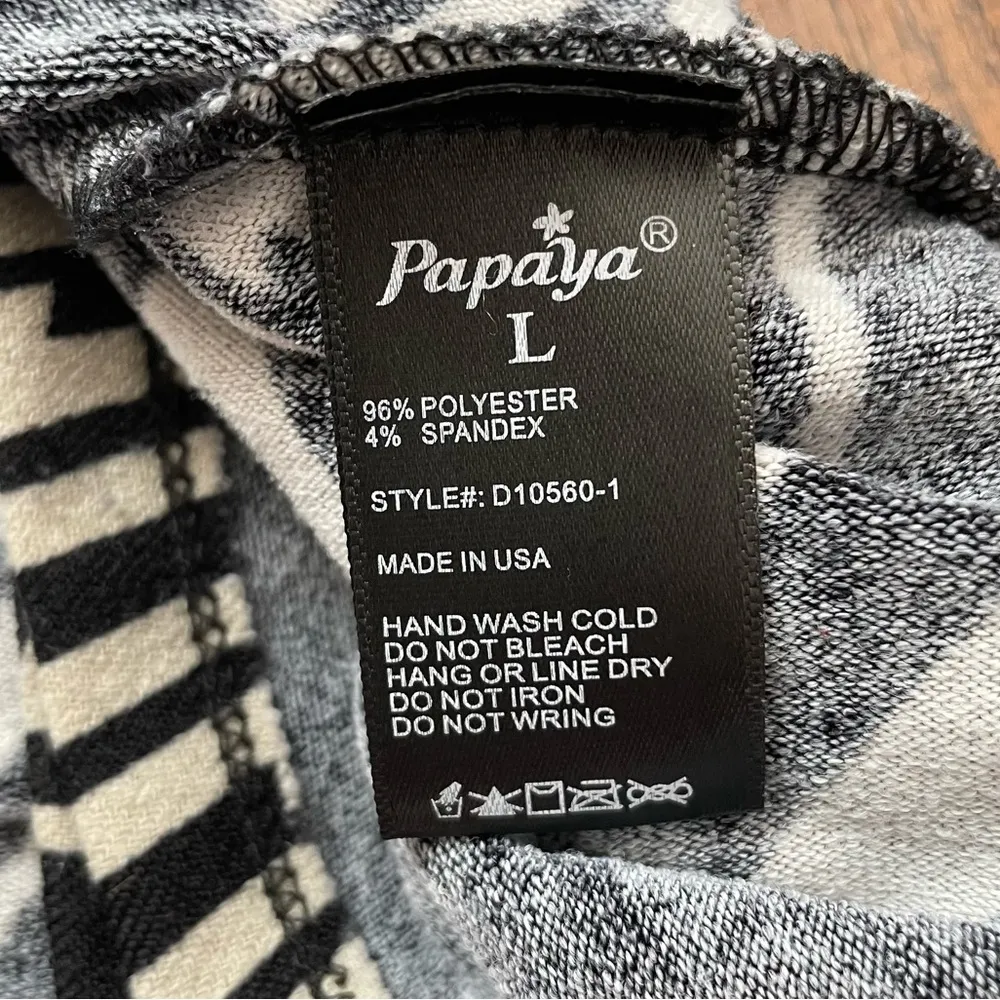 Papaya®
L
96% POLYESTER
4% SPANDEX
STYLE#: D10560-1
MADE IN USA
HAND WASH COLD
DO NOT BLEACH
HANG OR LINE DRY
DO NOT IRON
DO NOT WRING